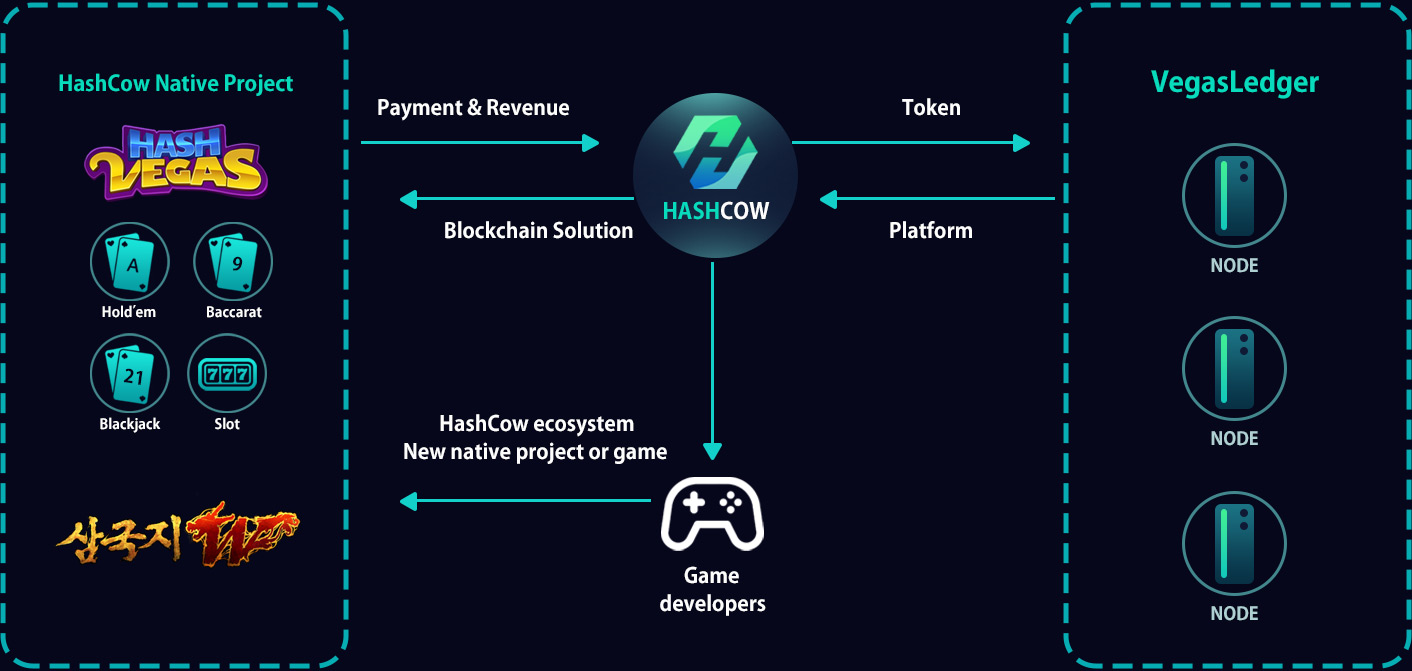 HashCow Native Project
HASH
VEGAS
A
Hold'em
9
Baccarat
21
Blackjack
777
Slot
삼국지 WE
Payment & Revenue
Blockchain Solution
HASHCOW
Token
Platform
HashCow ecosystem
New native project or game
Game
developers
VegasLedger
NODE
NODE
NODE